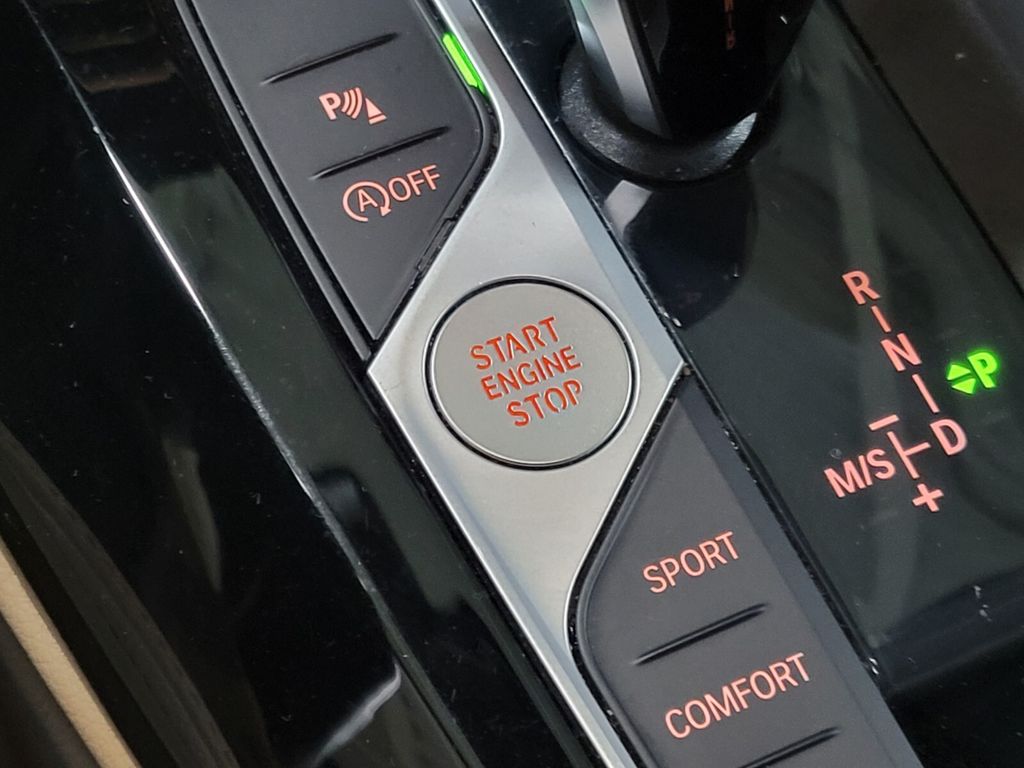 P
A OFF
START
ENGINE
STOP
SPORT
COMFORT
R
N
P
D
M/S
+